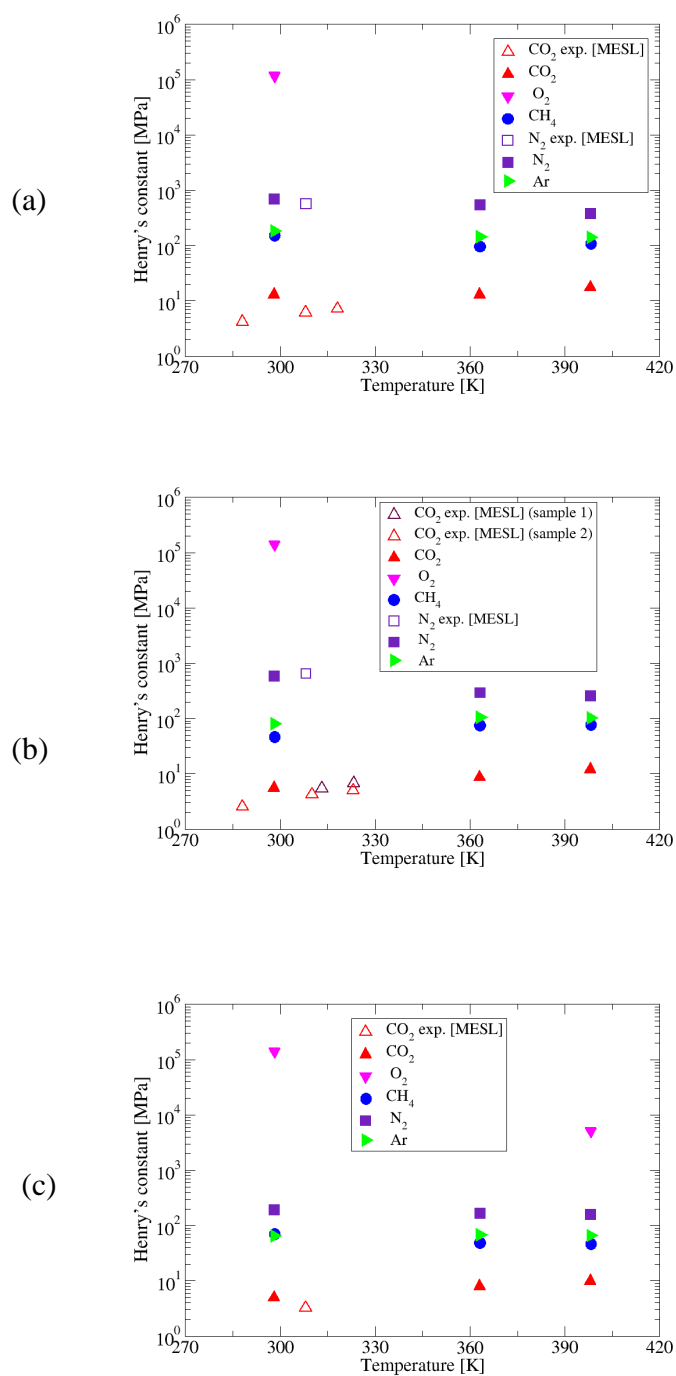 10^6
10^5
10^4
10^3
10^2
10^1
10^0
Henry's constant [MPa]
CO2 exp. [MESL]
CO2
O2
CH4
N2 exp. [MESL]
N2
Ar
(a)
270 300 330 360 390 420
Temperature [K]
10^6
10^5
10^4
10^3
10^2
10^1
10^0
Henry's constant [MPa]
CO2 exp. [MESL] (sample 1)
CO2 exp. [MESL] (sample 2)
CO2
O2
CH4
N2 exp. [MESL]
N2
Ar
(b)
270 300 330 360 390 420
Temperature [K]
10^6
10^5
10^4
10^3
10^2
10^1
10^0
Henry's constant [MPa]
CO2 exp. [MESL]
CO2
O2
CH4
N2
Ar
(c)
270 300 330 360 390 420
Temperature [K]